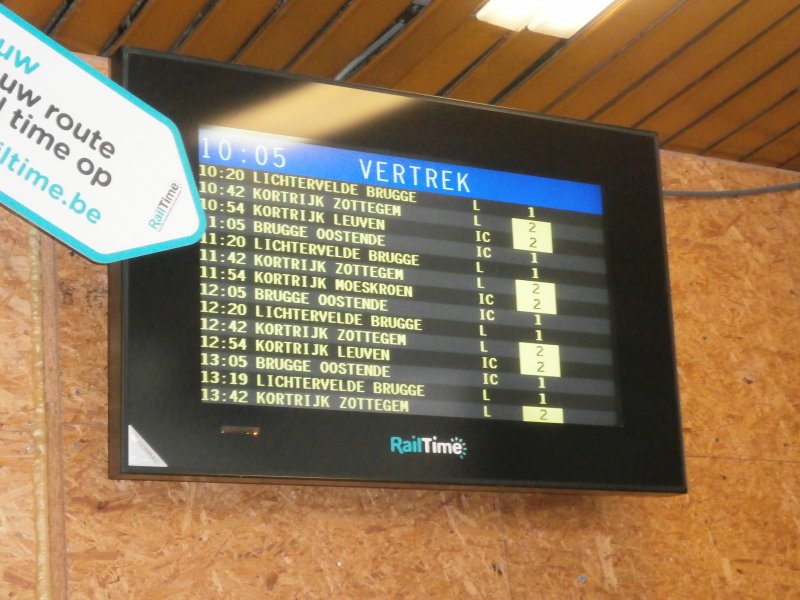 uw
uw route
l time op
iltime.be
RailTime
10:05 VERTREK
10:20 LICHTERVELDE BRUGGE L 1
10:42 KORTRIJK ZOTTEGEM L 2
10:54 KORTRIJK LEUVEN IC 2
11:05 BRUGGE OOSTENDE IC 1
11:20 LICHTERVELDE BRUGGE L 1
11:42 KORTRIJK ZOTTEGEM L 2
11:54 KORTRIJK MOESKROEN IC 2
12:05 BRUGGE OOSTENDE IC 1
12:20 LICHTERVELDE BRUGGE L 1
12:42 KORTRIJK ZOTTEGEM L 2
12:54 KORTRIJK LEUVEN IC 2
13:05 BRUGGE OOSTENDE IC 1
13:19 LICHTERVELDE BRUGGE L 1
13:42 KORTRIJK ZOTTEGEM L 2
RailTime